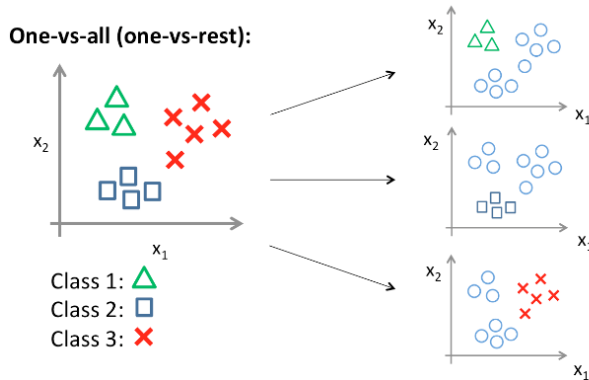 One-vs-all (one-vs-rest):
x2
x1
Class 1:
Class 2:
Class 3:
x2
x1
x2
x1
x2
x1